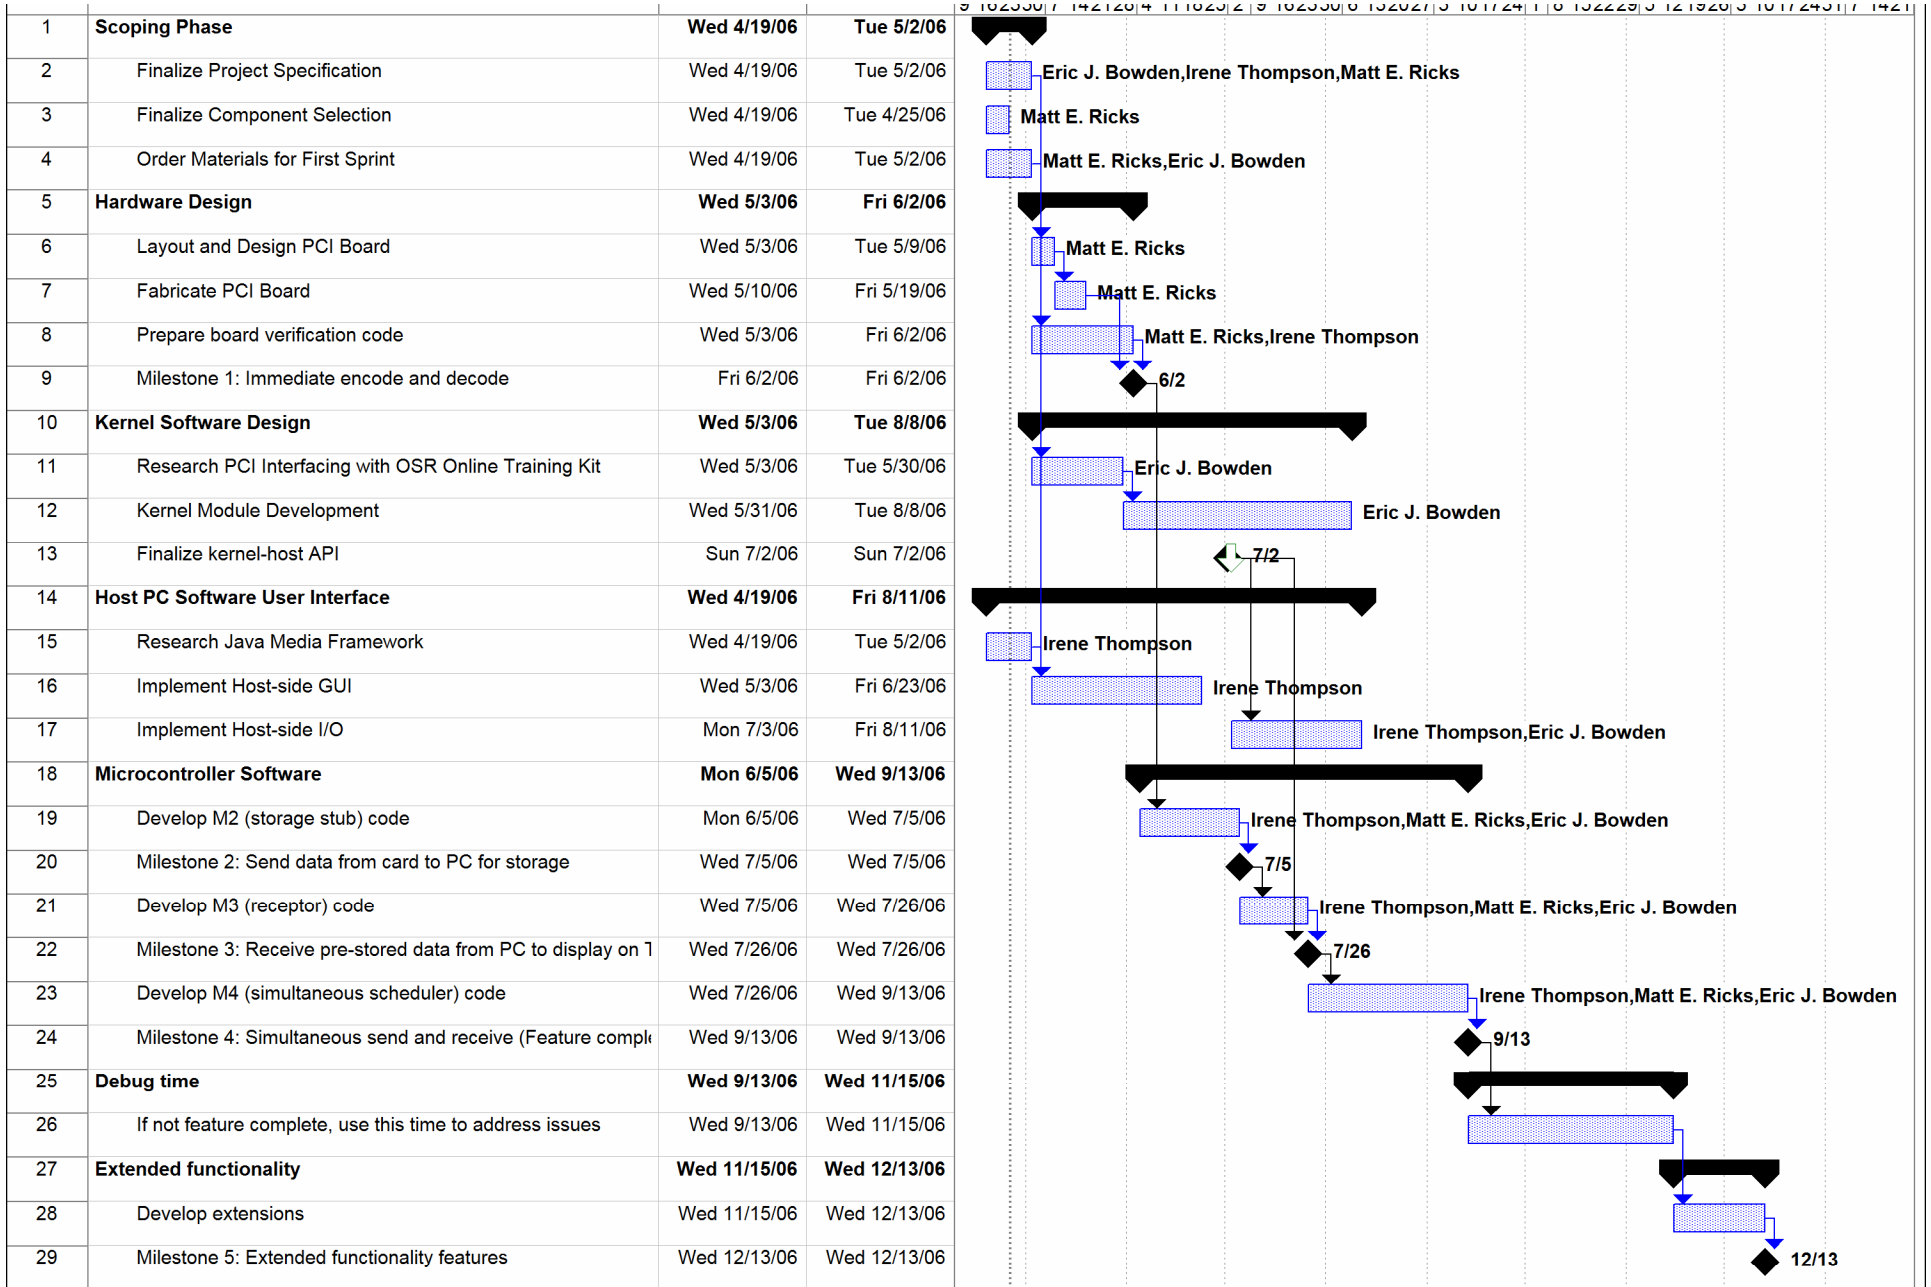 1 Scoping Phase Wed 4/19/06 Tue 5/2/06
2 Finalize Project Specification Wed 4/19/06 Tue 5/2/06 Eric J. Bowden,Irene Thompson,Matt E. Ricks
3 Finalize Component Selection Wed 4/19/06 Tue 4/25/06 Matt E. Ricks
4 Order Materials for First Sprint Wed 4/19/06 Tue 5/2/06 Matt E. Ricks,Eric J. Bowden
5 Hardware Design Wed 5/3/06 Fri 6/2/06
6 Layout and Design PCI Board Wed 5/3/06 Tue 5/9/06 Matt E. Ricks
7 Fabricate PCI Board Wed 5/10/06 Fri 5/19/06 Matt E. Ricks
8 Prepare board verification code Wed 5/3/06 Fri 6/2/06 Matt E. Ricks,Irene Thompson
9 Milestone 1: Immediate encode and decode Fri 6/2/06 Fri 6/2/06 6/2
10 Kernel Software Design Wed 5/3/06 Tue 8/8/06
11 Research PCI Interfacing with OSR Online Training Kit Wed 5/3/06 Tue 5/30/06 Eric J. Bowden
12 Kernel Module Development Wed 5/31/06 Tue 8/8/06 Eric J. Bowden
13 Finalize kernel-host API Sun 7/2/06 Sun 7/2/06 7/2
14 Host PC Software User Interface Wed 4/19/06 Fri 8/11/06
15 Research Java Media Framework Wed 4/19/06 Tue 5/2/06 Irene Thompson
16 Implement Host-side GUI Wed 5/3/06 Fri 6/23/06 Irene Thompson
17 Implement Host-side I/O Mon 7/3/06 Fri 8/11/06 Irene Thompson,Eric J. Bowden
18 Microcontroller Software Mon 6/5/06 Wed 9/13/06
19 Develop M2 (storage stub) code Mon 6/5/06 Wed 7/5/06 Irene Thompson,Matt E. Ricks,Eric J. Bowden
20 Milestone 2: Send data from card to PC for storage Wed 7/5/06 Wed 7/5/06 7/5
21 Develop M3 (receptor) code Wed 7/5/06 Wed 7/26/06 Irene Thompson,Matt E. Ricks,Eric J. Bowden
22 Milestone 3: Receive pre-stored data from PC to display on Wed 7/26/06 Wed 7/26/06 7/26
23 Develop M4 (simultaneous scheduler) code Wed 7/26/06 Wed 9/13/06 Irene Thompson,Matt E. Ricks,Eric J. Bowden
24 Milestone 4: Simultaneous send and receive (Feature comple Wed 9/13/06 Wed 9/13/06 9/13
25 Debug time Wed 9/13/06 Wed 11/15/06
26 If not feature complete, use this time to address issues Wed 9/13/06 Wed 11/15/06
27 Extended functionality Wed 11/15/06 Wed 12/13/06
28 Develop extensions Wed 11/15/06 Wed 12/13/06
29 Milestone 5: Extended functionality features Wed 12/13/06 Wed 12/13/06 12/13